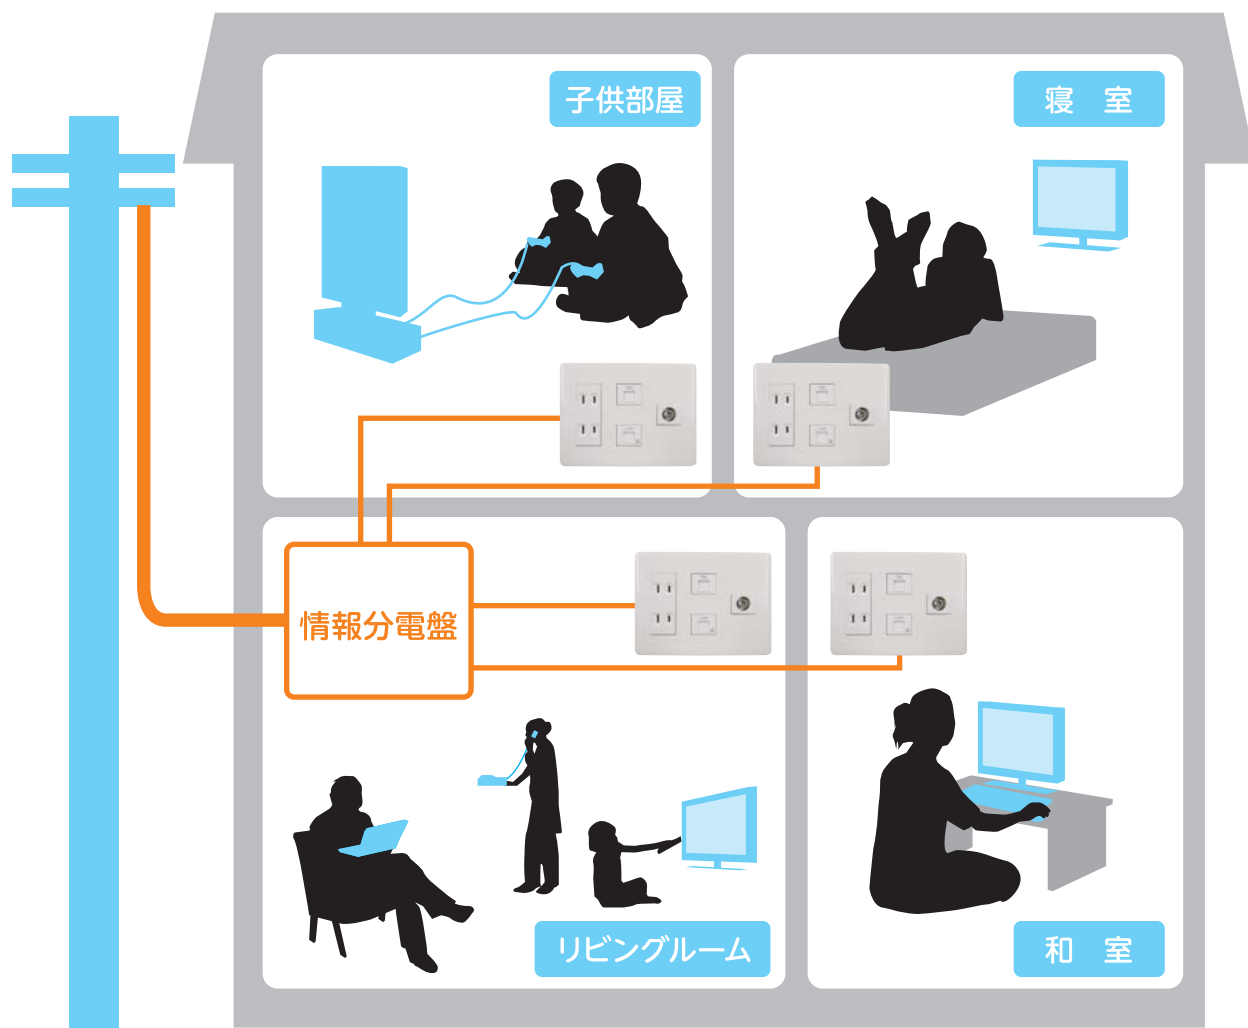 子供部屋
寝　室
情報分電盤
リビングルーム
和　室